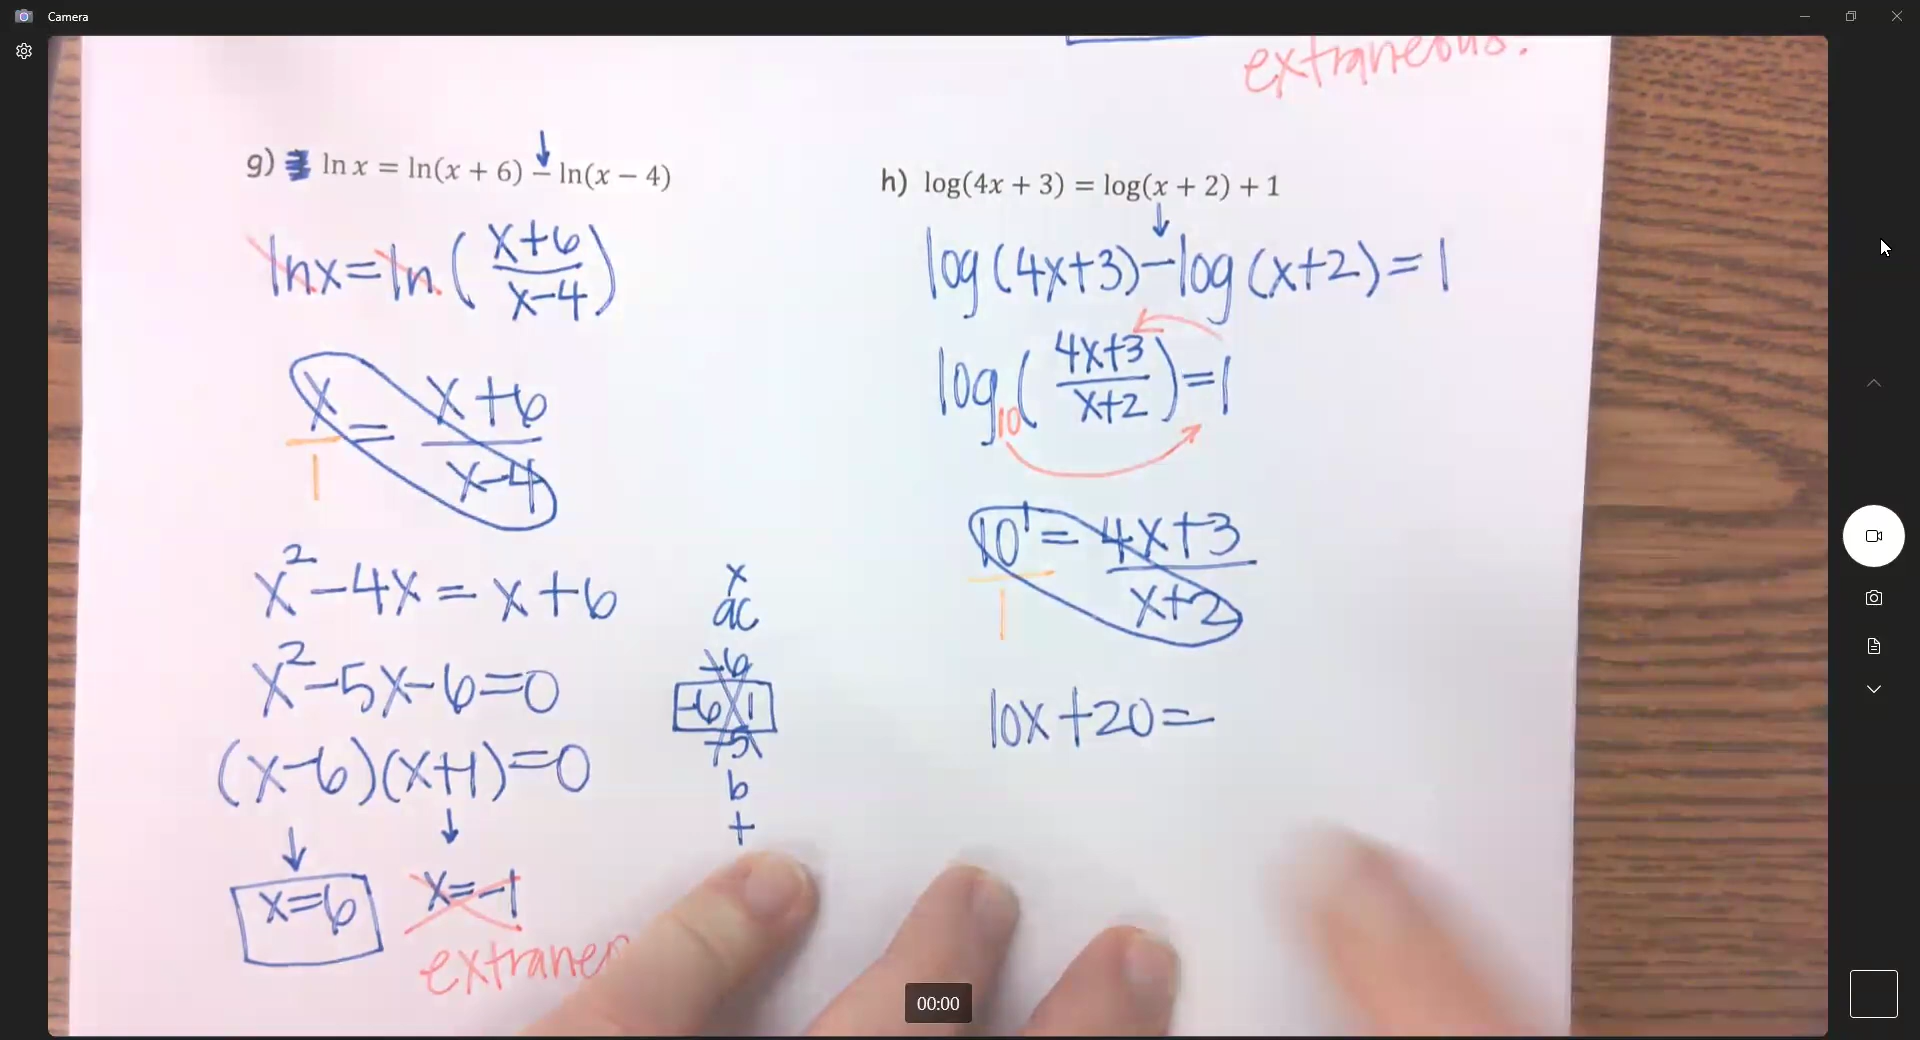 Camera
extraneous.
g) ln x = ln(x + 6) − ln(x − 4)
lnx=ln(x+6/x-4)
x/1=x+6/x-4
x²-4x=x+6
x²-5x-6=0
(x-6)(x+1)=0
x=6 x=-1
extraneo
x
ac
-6
-6 1
-5
b
+
h) log(4x + 3) = log(x + 2) + 1
log(4x+3)-log(x+2)=1
log10(4x+3/x+2)=1
10¹/1=4x+3/x+2
10x+20=
00:00